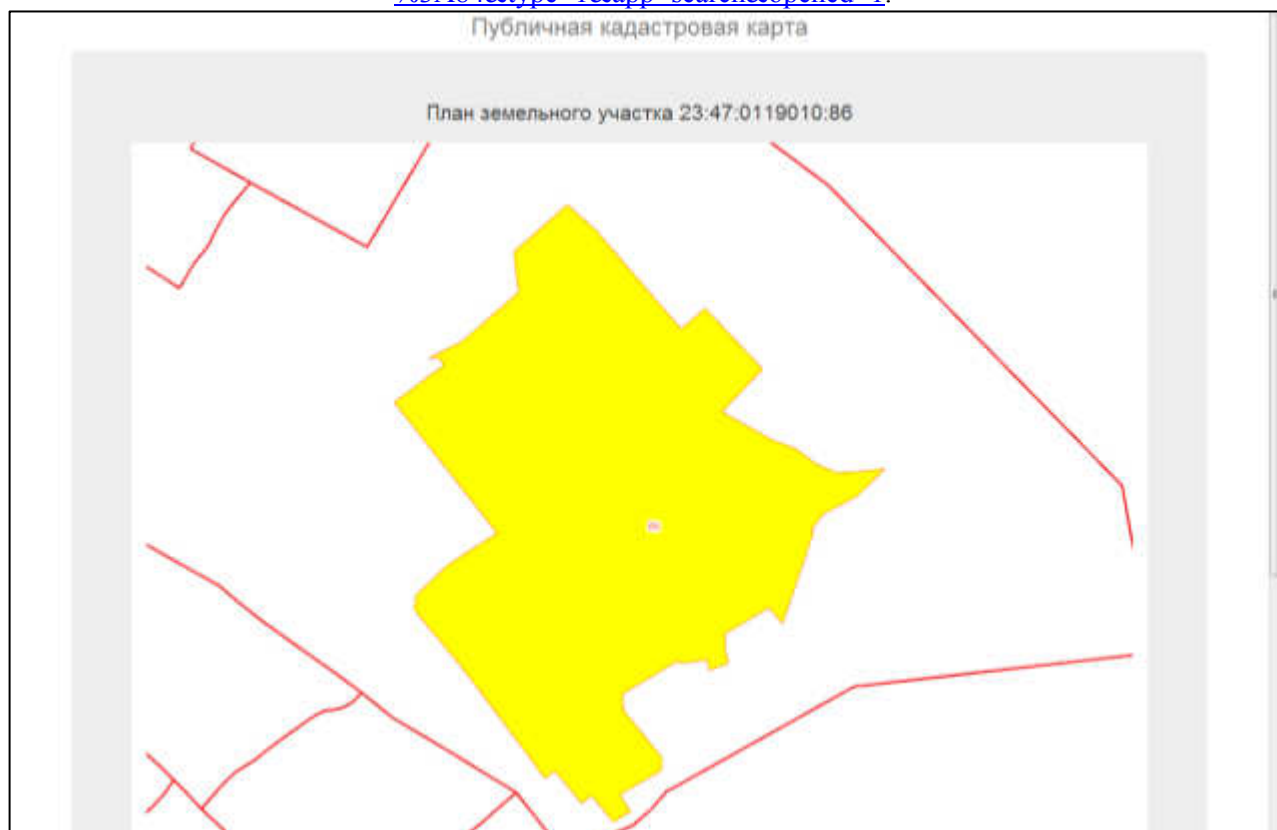 Публичная кадастровая карта
План земельного участка 23:47:0119010:86